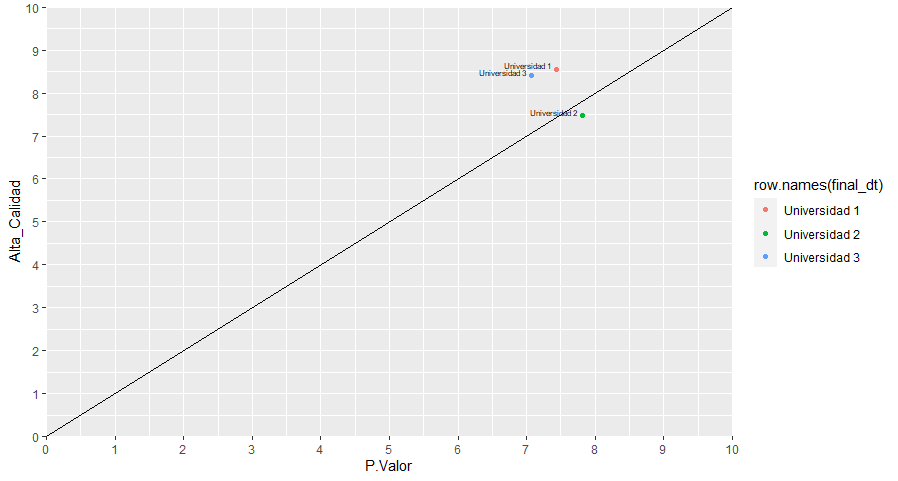 10
9
8
7
6
5
4
3
2
1
0
Alta_Calidad
Universidad 1
Universidad 3
Universidad 2
0 1 2 3 4 5 6 7 8 9 10
P.Valor
row.names(final_dt)
Universidad 1
Universidad 2
Universidad 3